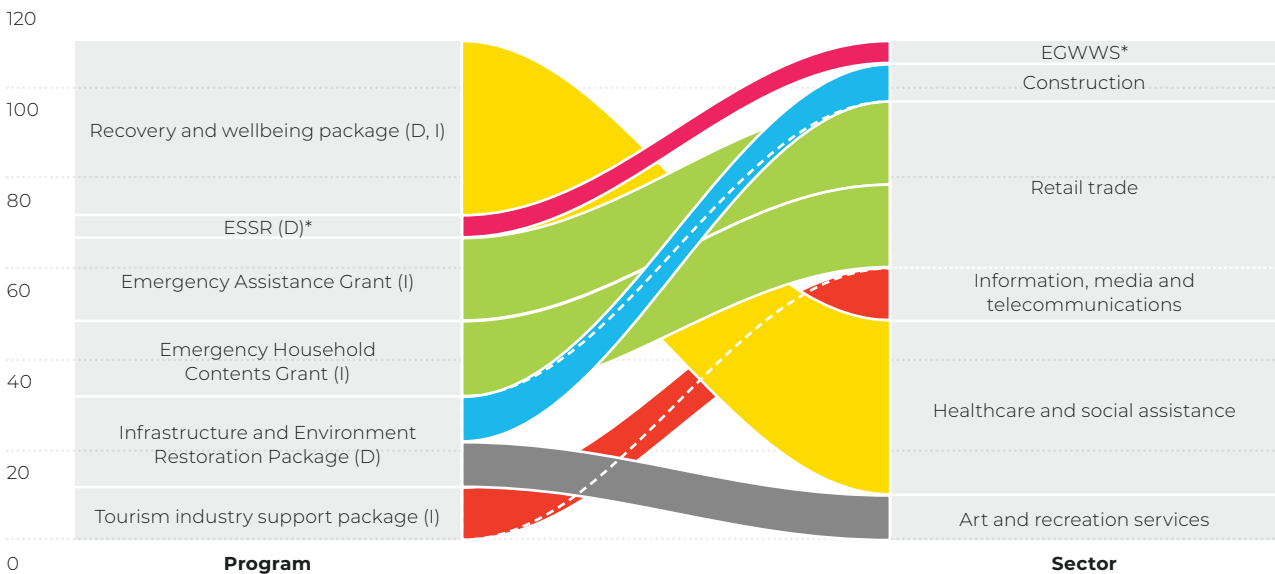 120
100
80
60
40
20
0
Recovery and wellbeing package (D, I)
ESSR (D)*
Emergency Assistance Grant (I)
Emergency Household
Contents Grant (I)
Infrastructure and Environment
Restoration Package (D)
Tourism industry support package (I)
Program
EGWWS*
Construction
Retail trade
Information, media and
telecommunications
Healthcare and social assistance
Art and recreation services
Sector